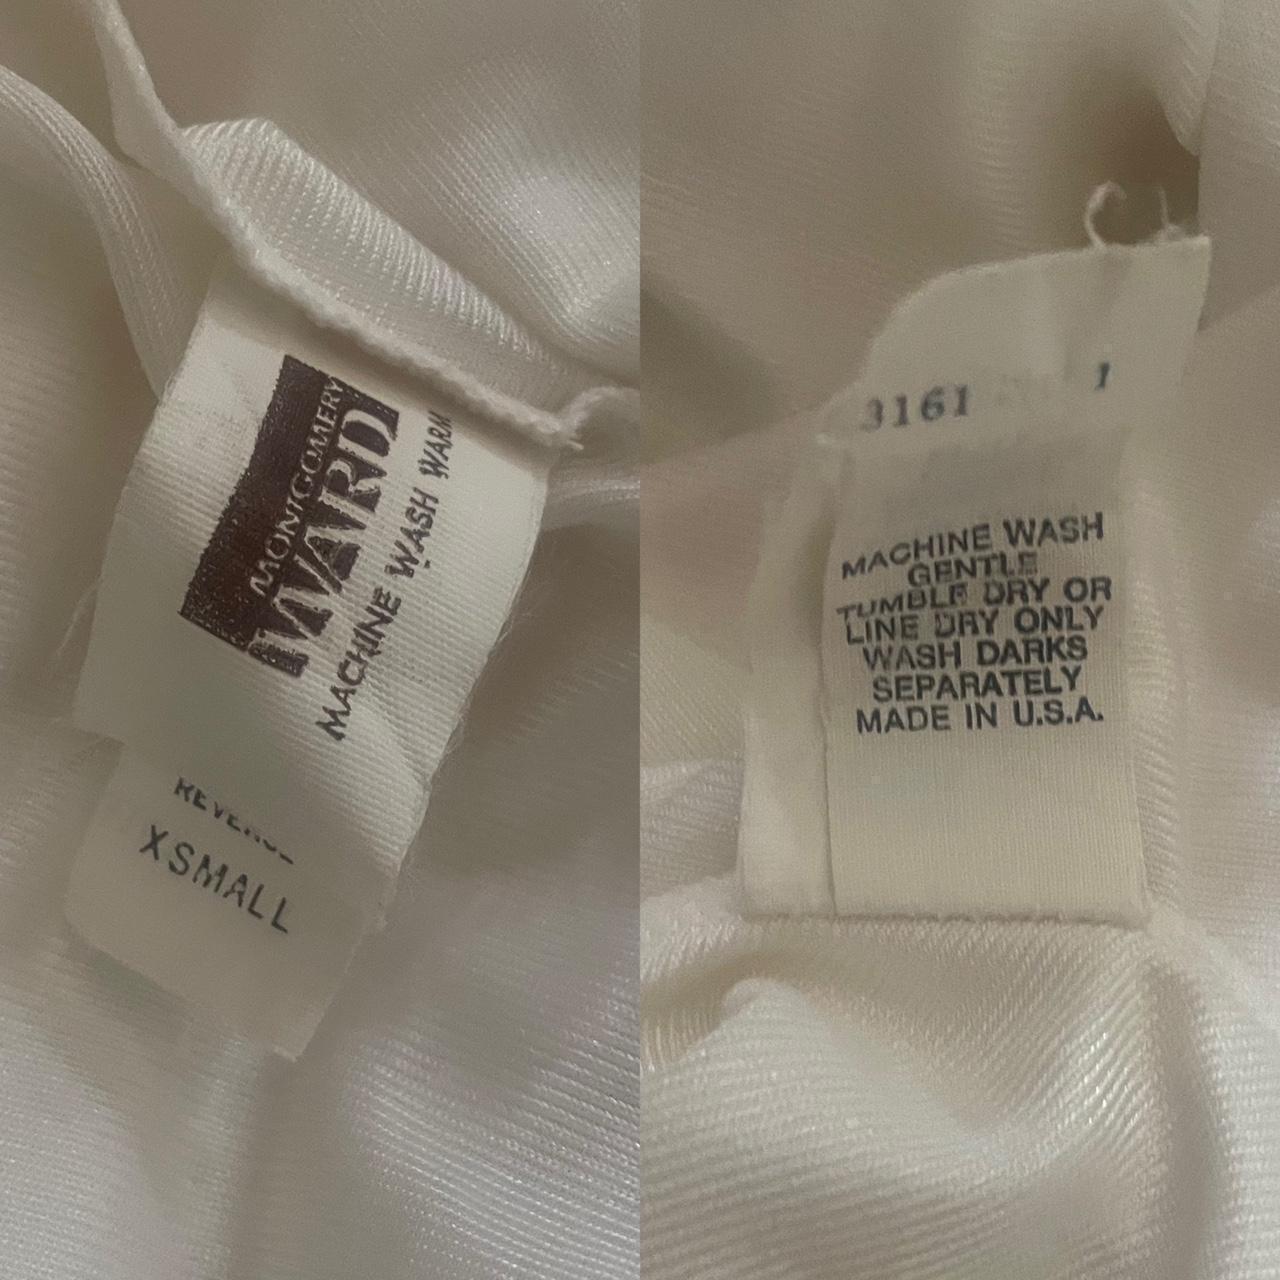 MONTGOMERY
WARD
MACHINE WASH WARM
REVERSE
XSMALL
3161 1
MACHINE WASH
GENTLE
TUMBLE DRY OR
LINE DRY ONLY
WASH DARKS
SEPARATELY
MADE IN U.S.A.